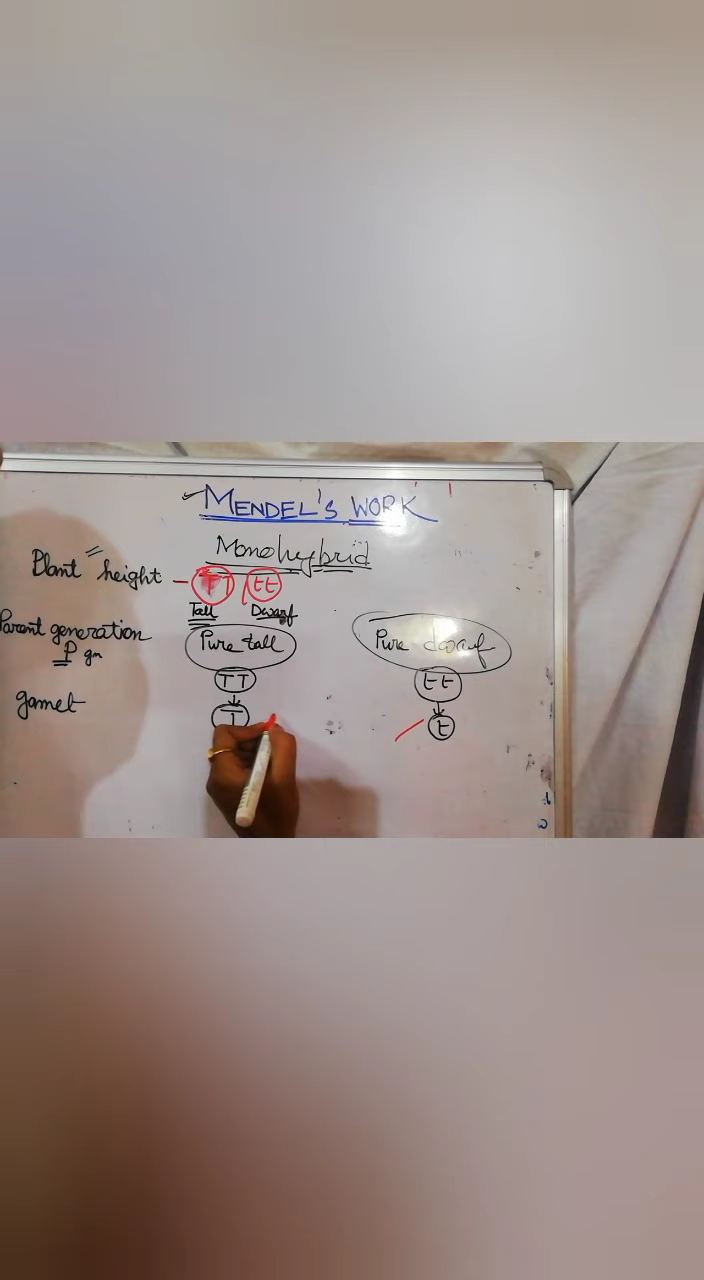 MENDEL'S WORK
Monohybrid
Plant height - TT tt
Tall Dwarf
Parent generation Pure tall Pure dwarf
P gn TT tt
gamet T t